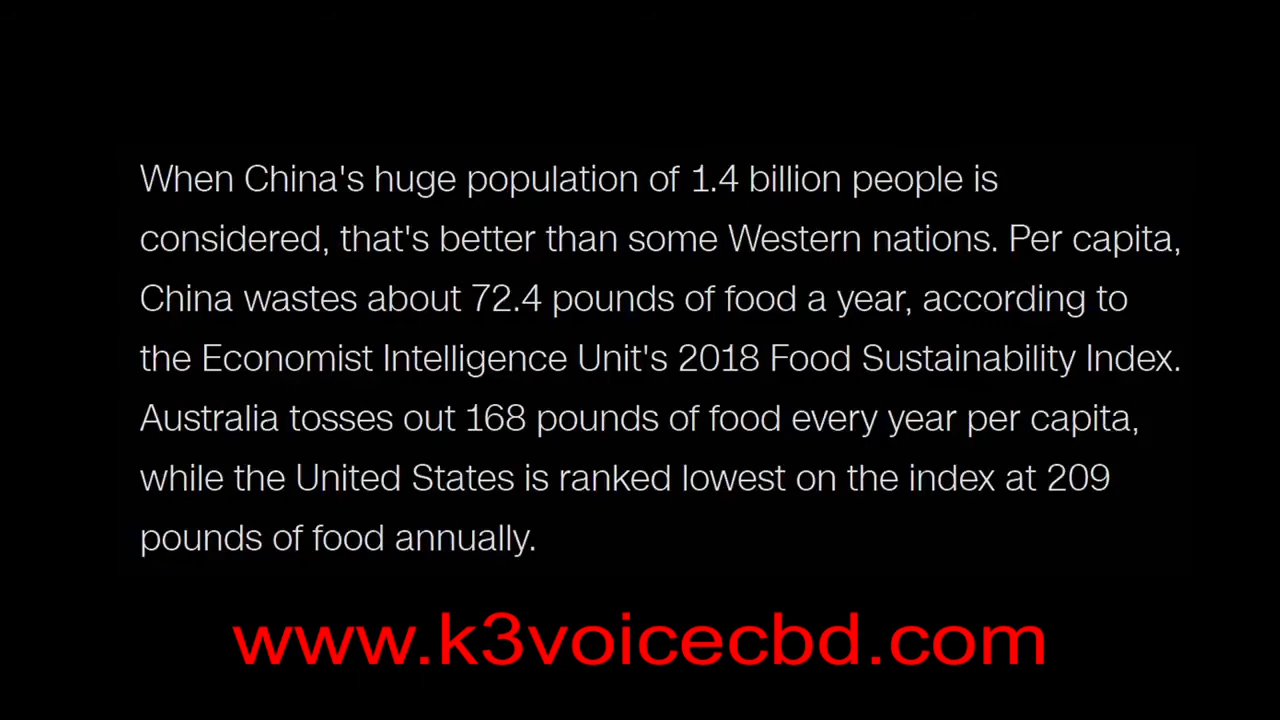 When China's huge population of 1.4 billion people is
considered, that's better than some Western nations. Per capita,
China wastes about 72.4 pounds of food a year, according to
the Economist Intelligence Unit's 2018 Food Sustainability Index.
Australia tosses out 168 pounds of food every year per capita,
while the United States is ranked lowest on the index at 209
pounds of food annually.
www.k3voicecbd.com